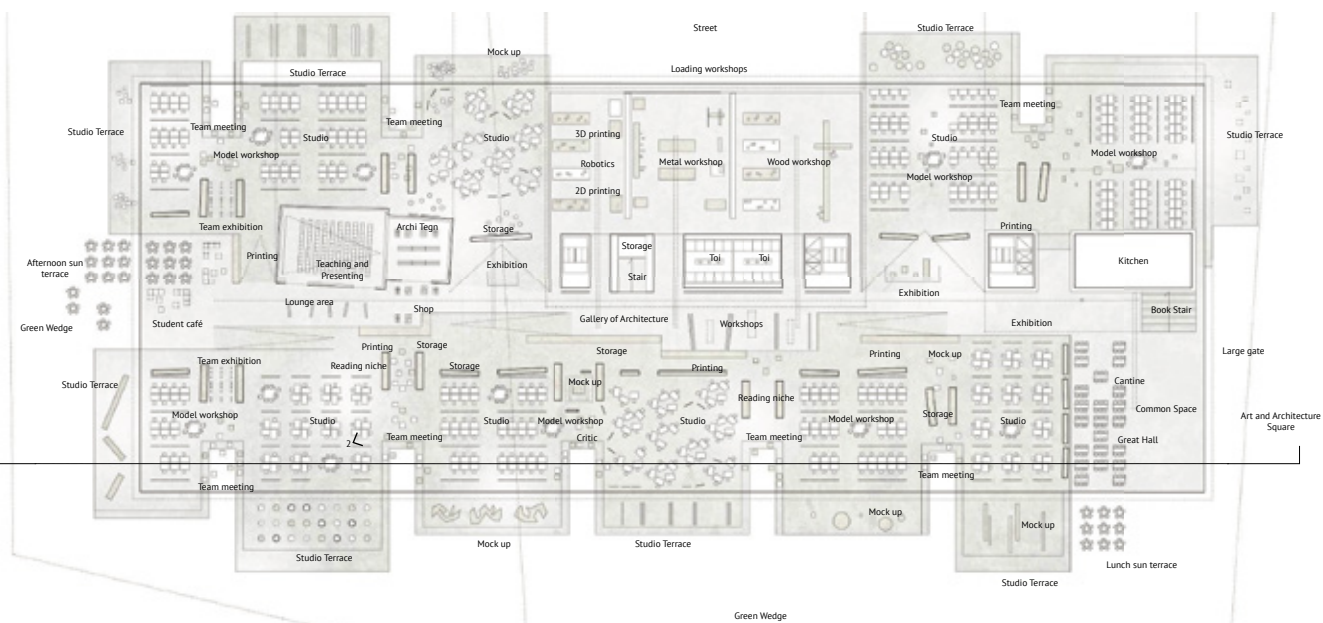 Street
Studio Terrace
Mock up
Loading workshops
Studio Terrace
Team meeting
Team meeting
Studio Terrace
Team meeting
Studio
Studio
3D printing
Studio
Studio Terrace
Model workshop
Robotics
Metal workshop
Wood workshop
Model workshop
Model workshop
2D printing
Team exhibition
Archi Tegn
Storage
Printing
Printing
Teaching and
Presenting
Exhibition
Storage
Stair
Toi
Toi
Kitchen
Afternoon sun
terrace
Exhibition
Lounge area
Shop
Book Stair
Green Wedge
Student café
Gallery of Architecture
Workshops
Exhibition
Printing
Storage
Storage
Printing
Mock up
Large gate
Team exhibition
Reading niche
Storage
Printing
Studio Terrace
Mock up
Cantine
Reading niche
Model workshop
Studio
Studio
Model workshop
Studio
Model workshop
Storage
Studio
Common Space
Art and Architecture
Square
2
Team meeting
Critic
Team meeting
Great Hall
Team meeting
Team meeting
Mock up
Mock up
Studio Terrace
Mock up
Studio Terrace
Lunch sun terrace
Studio Terrace
Green Wedge